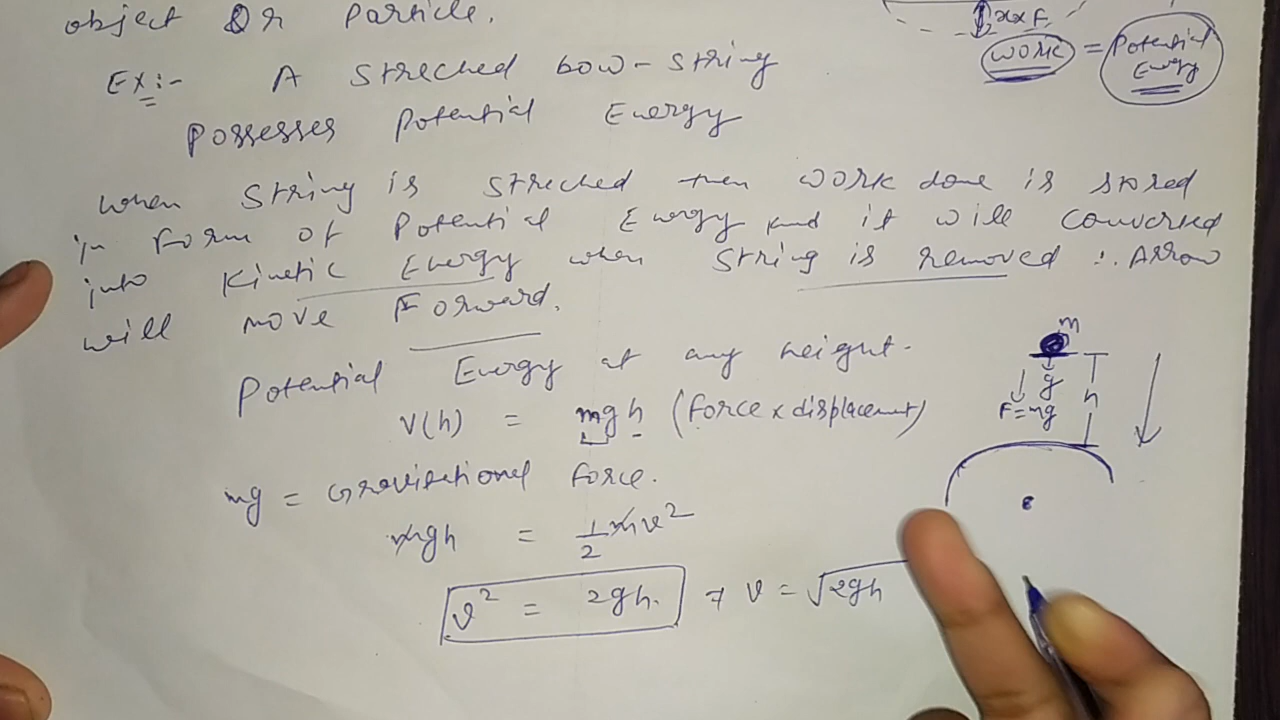 object Or Particle.
x x F
work = Potential Energy
Ex:- A streched bow-string
Possesses Potential Energy
when string is streched then work done is stored
in form of Potential Energy and it will converted
into Kinetic Energy when string is removed ∴ Arrow
will move Forward.
Potential Energy at any height.
V(h) = mgh (Force x displacement)
mg = Gravitational Force.
mgh = 1/2 mv²
v² = 2gh. ⇒ v = √2gh
m
g
F=mg
h
e